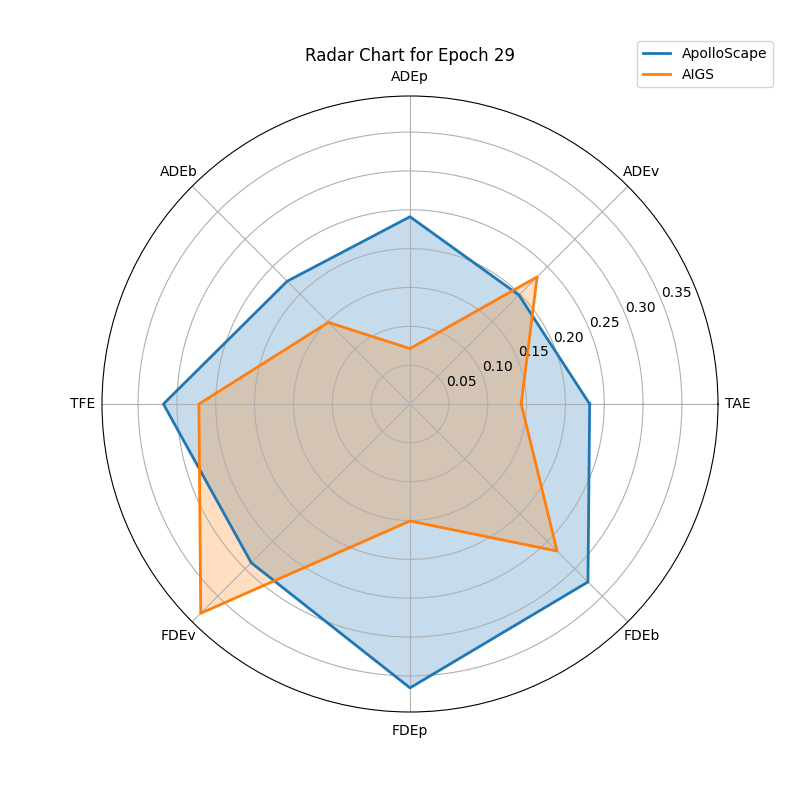 Radar Chart for Epoch 29
ApolloScape
AIGS
ADEp
ADEb
ADEv
0.35
0.30
0.25
0.20
0.15
0.10
0.05
TFE
TAE
FDEv
FDEb
FDEp